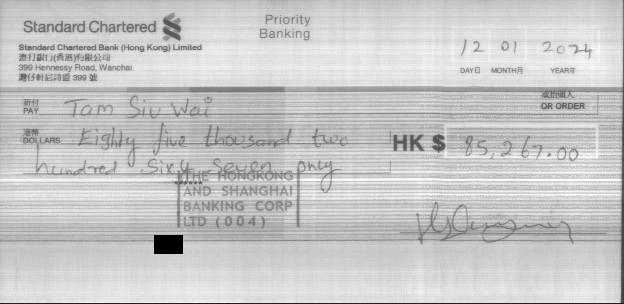 Standard Chartered
Priority
Banking
Standard Chartered Bank (Hong Kong) Limited
渣打銀行(香港)有限公司
399 Hennessy Road, Wanchai
灣仔軒尼詩道 399 號
12 01 2024
DAY日 MONTH月 YEAR年
祈付
PAY Tam Siu Wai
或指定人
OR ORDER
港幣
DOLLARS Eighty five thousand two
hundred Sixty Seven only
HK $ 85,267.00
THE HONGKONG
AND SHANGHAI
BANKING CORP
LTD (004)